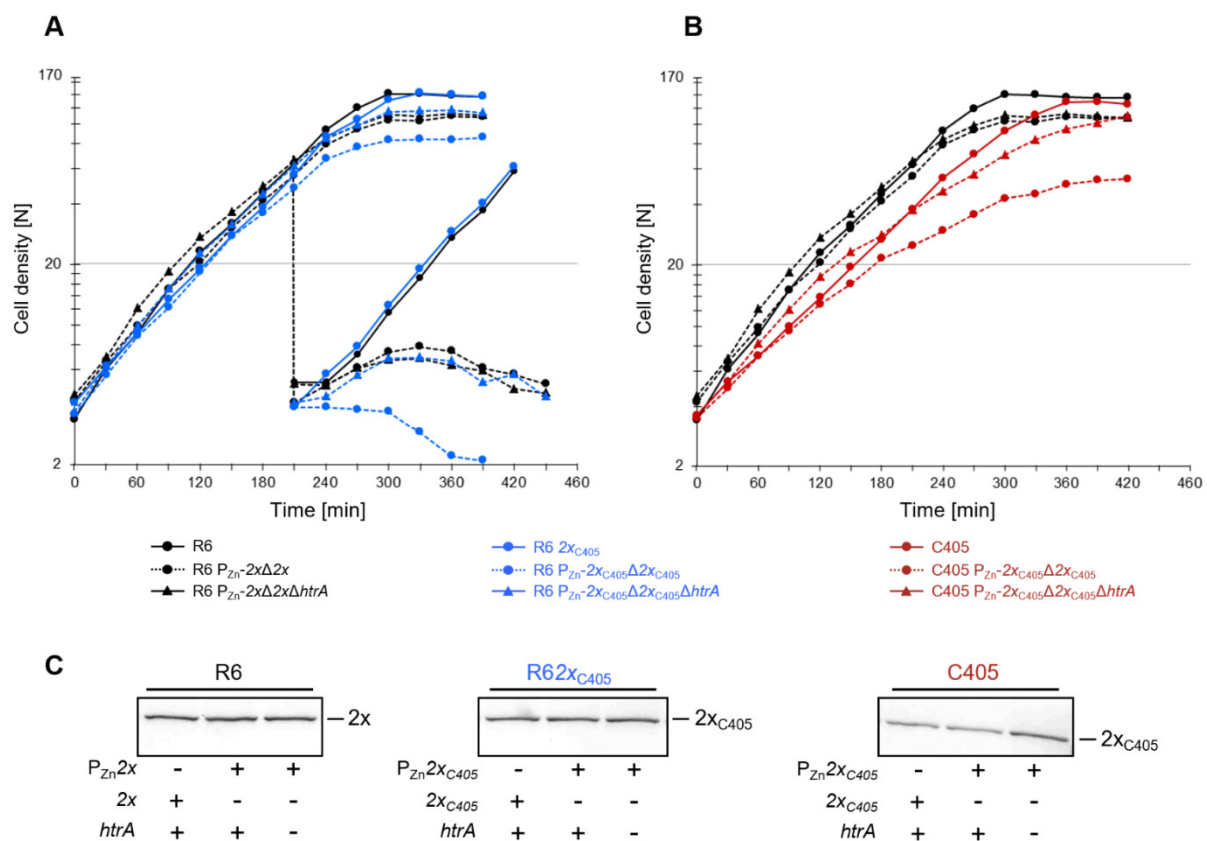 A
B
170
20
2
Cell density [N]
0 60 120 180 240 300 360 420 460
Time [min]
170
20
2
Cell density [N]
0 60 120 180 240 300 360 420 460
Time [min]
R6
R6 PZn-2xΔ2x
R6 PZn-2xΔ2xΔhtrA
R6 2xC405
R6 PZn-2xC405Δ2xC405
R6 PZn-2xC405Δ2xC405ΔhtrA
C405
C405 PZn-2xC405Δ2xC405
C405 PZn-2xC405Δ2xC405ΔhtrA
C
R6
2x
PZn2x - + +
2x + - -
htrA + + -
R62xC405
2xC405
PZn2xC405 - + +
2xC405 + - -
htrA + + -
C405
2xC405
PZn2xC405 - + +
2xC405 + - -
htrA + + -